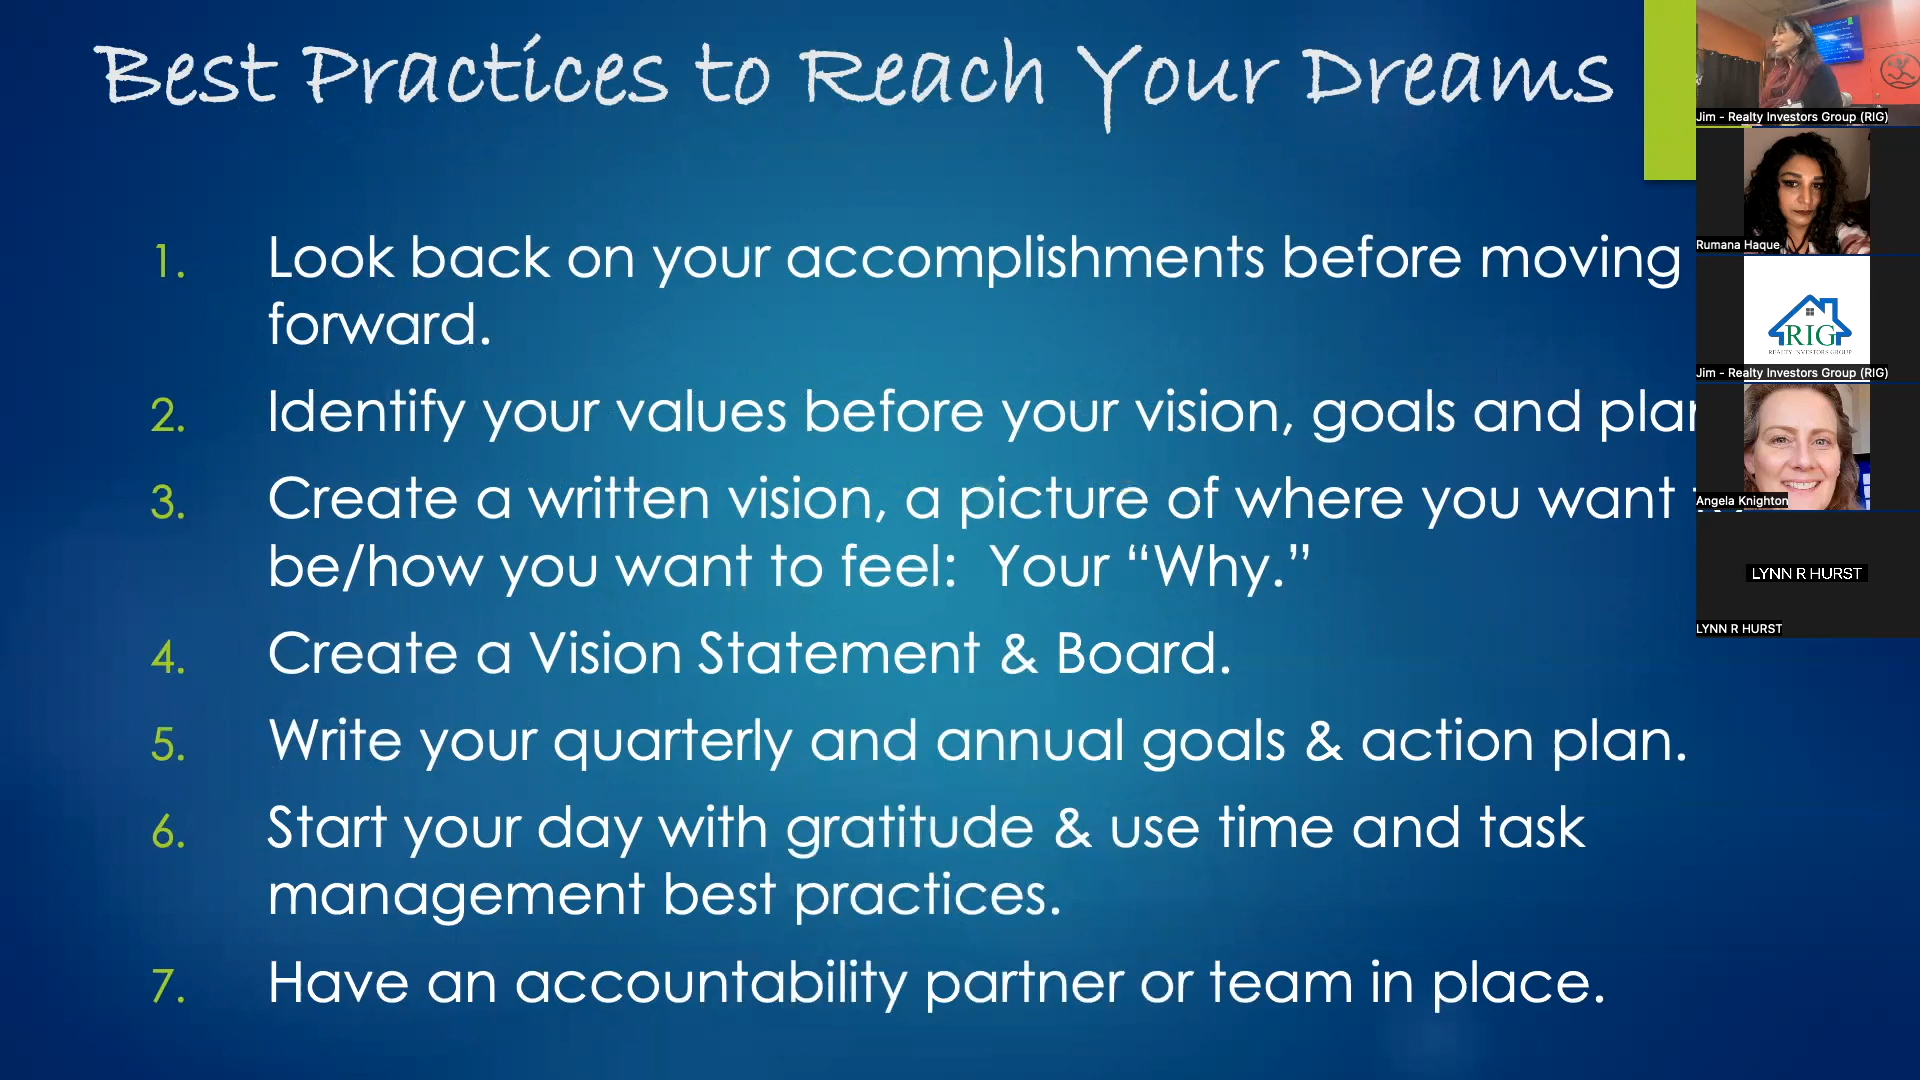 Best Practices to Reach Your Dreams
1. Look back on your accomplishments before moving
forward.
2. Identify your values before your vision, goals and
3. Create a written vision, a picture of where you want
be/how you want to feel:  Your “Why.”
4. Create a Vision Statement & Board.
5. Write your quarterly and annual goals & action plan.
6. Start your day with gratitude & use time and task
management best practices.
7. Have an accountability partner or team in place.
Jim - Realty Investors Group (RIG)
Rumana Haque
RIG
REALTY INVESTORS GROUP
Jim - Realty Investors Group (RIG)
Angela Knighton
LYNN R HURST
LYNN R HURST